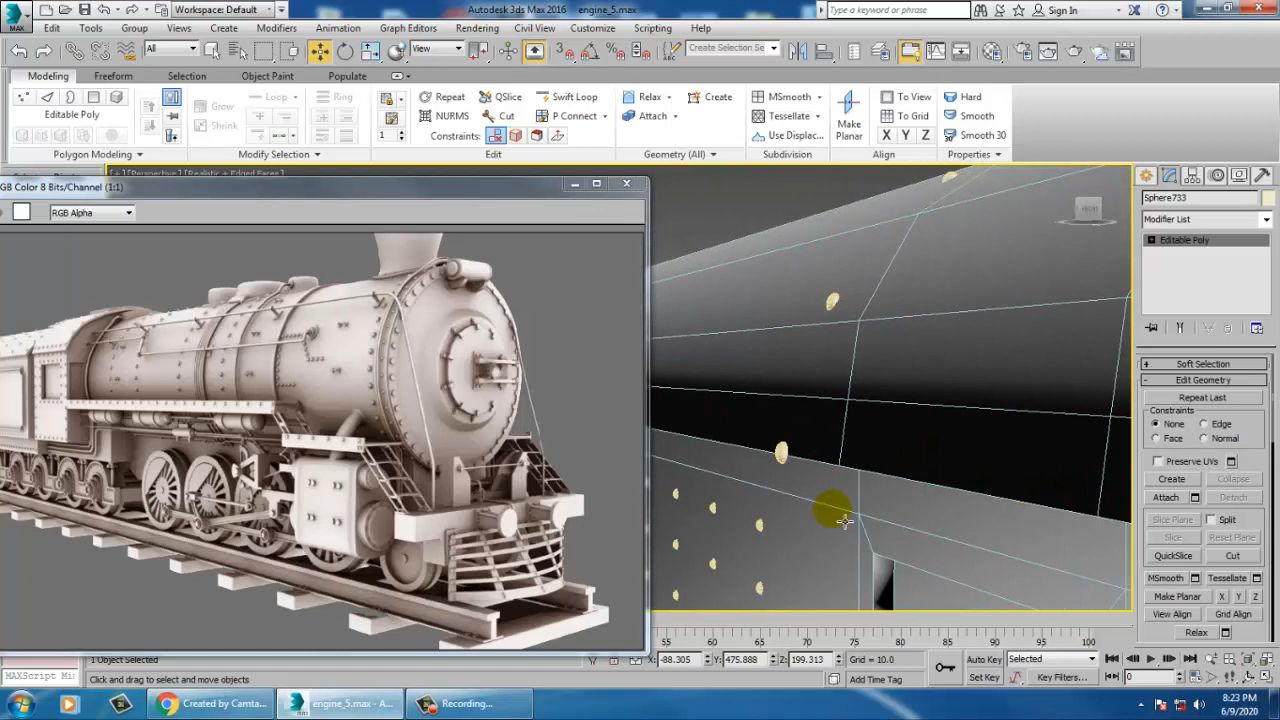 MAX
Workspace: Default
Autodesk 3ds Max 2016 engine_5.max
Type a keyword or phrase
Sign In
Edit Tools Group Views Create Modifiers Animation Graph Editors Rendering Civil View Customize Scripting Help
All
View
Create Selection Se
Modeling Freeform Selection Object Paint Populate
Editable Poly
Polygon Modeling
Grow
Shrink
Loop
Ring
Modify Selection
1
Repeat QSlice Swift Loop
NURMS Cut P Connect
Constraints:
Edit
Relax Create
Attach
Geometry (All)
MSmooth
Tessellate
Use Displac...
Subdivision
Make
Planar
To View
To Grid
X Y Z
Align
Hard
Smooth
Smooth 30
Properties
[+] [Perspective] [Realistic + Edged Faces]
GB Color 8 Bits/Channel (1:1)
RGB Alpha
Sphere733
Modifier List
Editable Poly
Soft Selection
Edit Geometry
Repeat Last
Constraints
None Edge
Face Normal
Preserve UVs
Create Collapse
Attach Detach
Slice Plane Split
Slice Reset Plane
QuickSlice Cut
MSmooth Tessellate
Make Planar X Y Z
View Align Grid Align
Relax
55 60 65 70 75 80 85 90 95 100
MAXScript Mi
1 Object Selected
Click and drag to select and move objects
X: -88.305 Y: 475.888 Z: 199.313
Grid = 10.0
Add Time Tag
Auto Key Selected
Set Key Key Filters...
0
Created by Camta...
engine_5.max - A...
Recording...
8:23 PM
6/9/2020